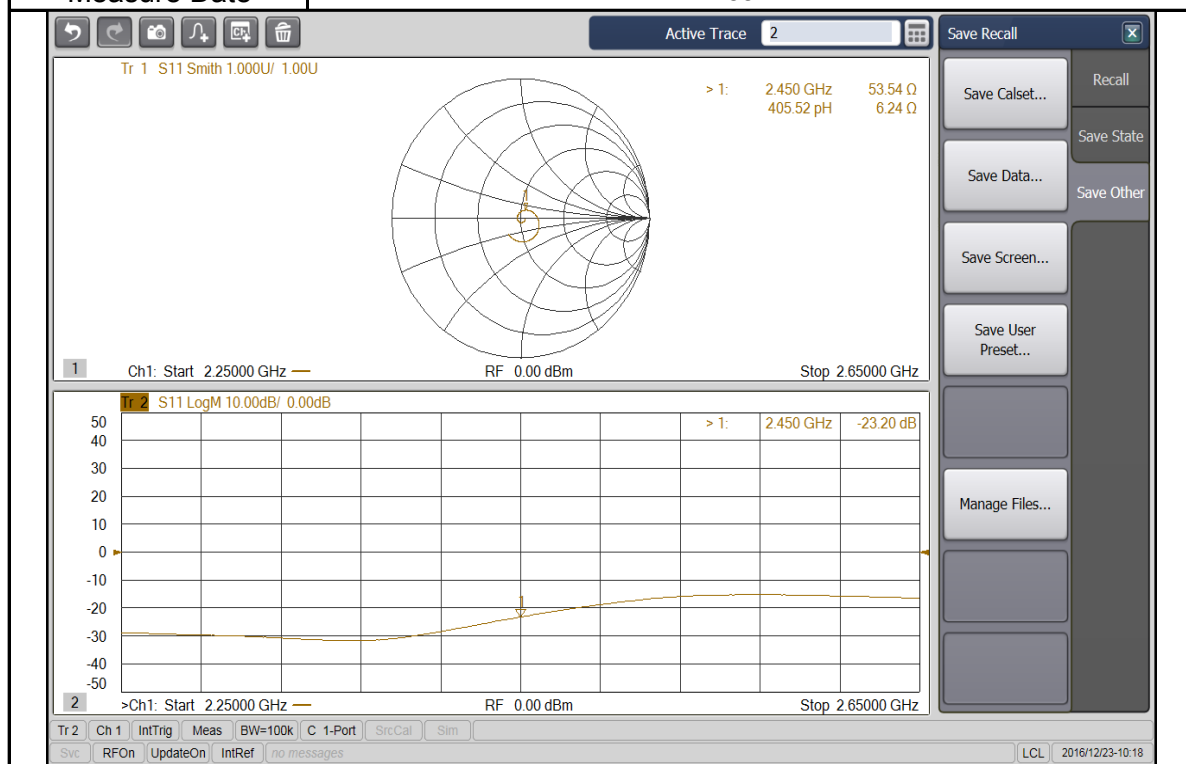 Measure Date
Active Trace 2
Save Recall
Tr 1 S11 Smith 1.000U/ 1.00U
> 1: 2.450 GHz 53.54 Ω
405.52 pH 6.24 Ω
1 Ch1: Start 2.25000 GHz RF 0.00 dBm Stop 2.65000 GHz
Tr 2 S11 LogM 10.00dB/ 0.00dB
> 1: 2.450 GHz -23.20 dB
50
40
30
20
10
0
-10
-20
-30
-40
-50
1
2 >Ch1: Start 2.25000 GHz RF 0.00 dBm Stop 2.65000 GHz
Save Calset...
Save Data...
Save Screen...
Save User
Preset...
Manage Files...
Recall
Save State
Save Other
Tr 2 Ch 1 IntTrig Meas BW=100k C 1-Port SrcCal Sim
Svc RFOn UpdateOn IntRef no messages LCL 2016/12/23-10:18